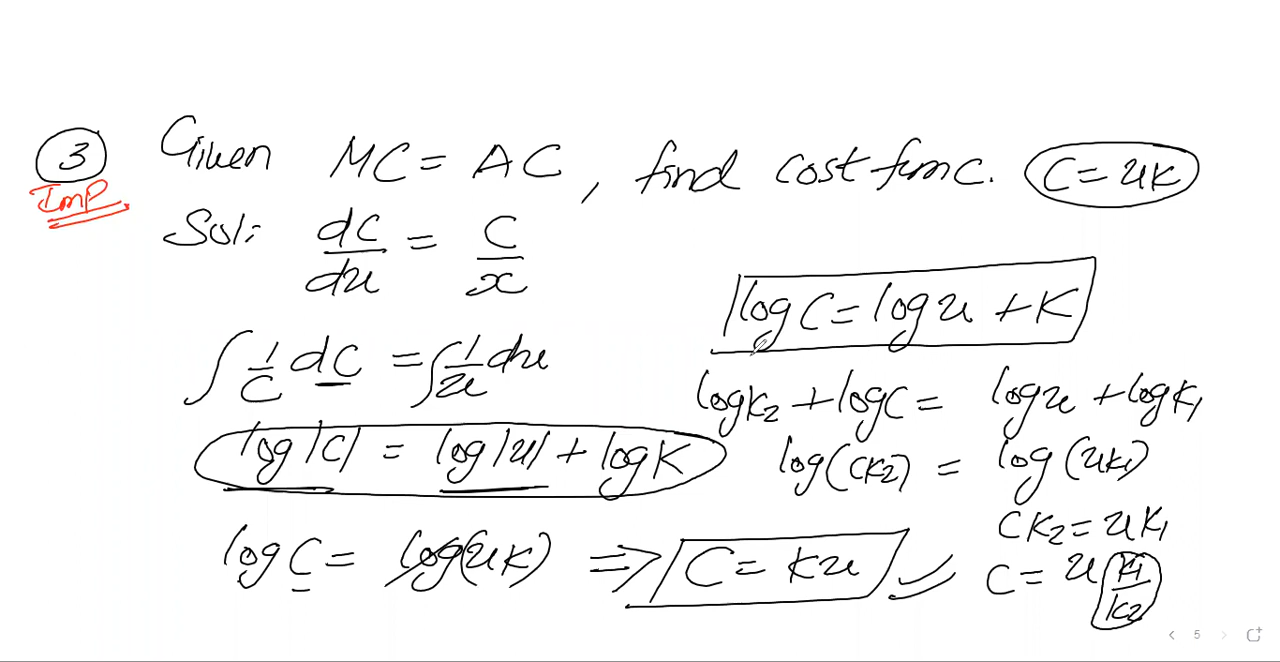 ③ Given MC = AC, find cost func. C = xk
Imp
Sol: dC/dx = C/x
∫ 1/C dC = ∫ 1/x dx
log|C| = log|x| + log K
log C = log(xK) ⇒ C = Kx ✓
log C = log x + K
log K₂ + log C = log x + log K₁
log(CK₂) = log(xK₁)
CK₂ = xK₁
C = x K₁/K₂
< 5 >